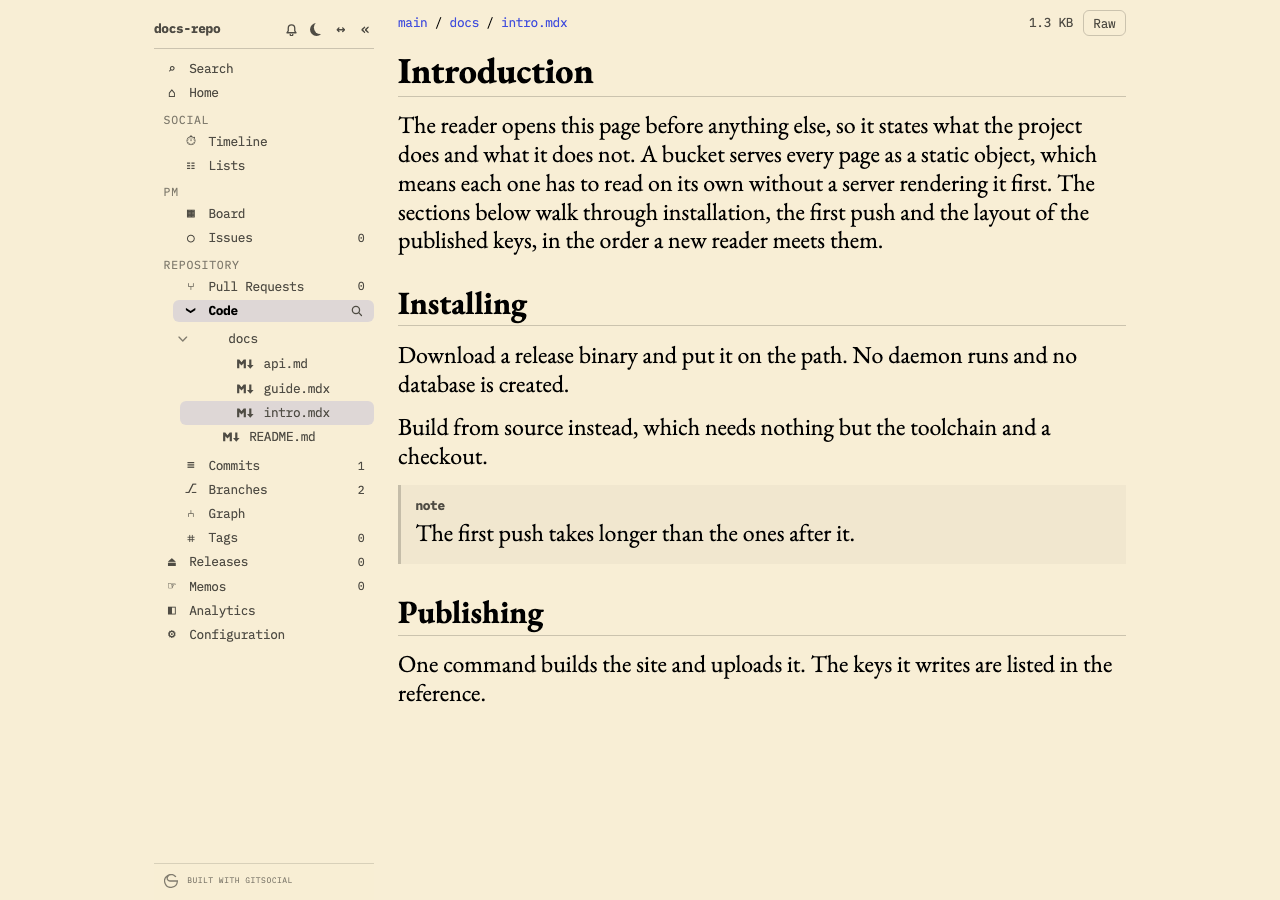 docs-repo
Search
Home
SOCIAL
Timeline
Lists
PM
Board
Issues 0
REPOSITORY
Pull Requests 0
Code
docs
api.md
guide.mdx
intro.mdx
README.md
Commits 1
Branches 2
Graph
Tags 0
Releases 0
Memos 0
Analytics
Configuration
BUILT WITH GITSOCIAL
main / docs / intro.mdx
1.3 KB Raw
Introduction
The reader opens this page before anything else, so it states what the project
does and what it does not. A bucket serves every page as a static object, which
means each one has to read on its own without a server rendering it first. The
sections below walk through installation, the first push and the layout of the
published keys, in the order a new reader meets them.
Installing
Download a release binary and put it on the path. No daemon runs and no
database is created.
Build from source instead, which needs nothing but the toolchain and a
checkout.
note
The first push takes longer than the ones after it.
Publishing
One command builds the site and uploads it. The keys it writes are listed in the
reference.